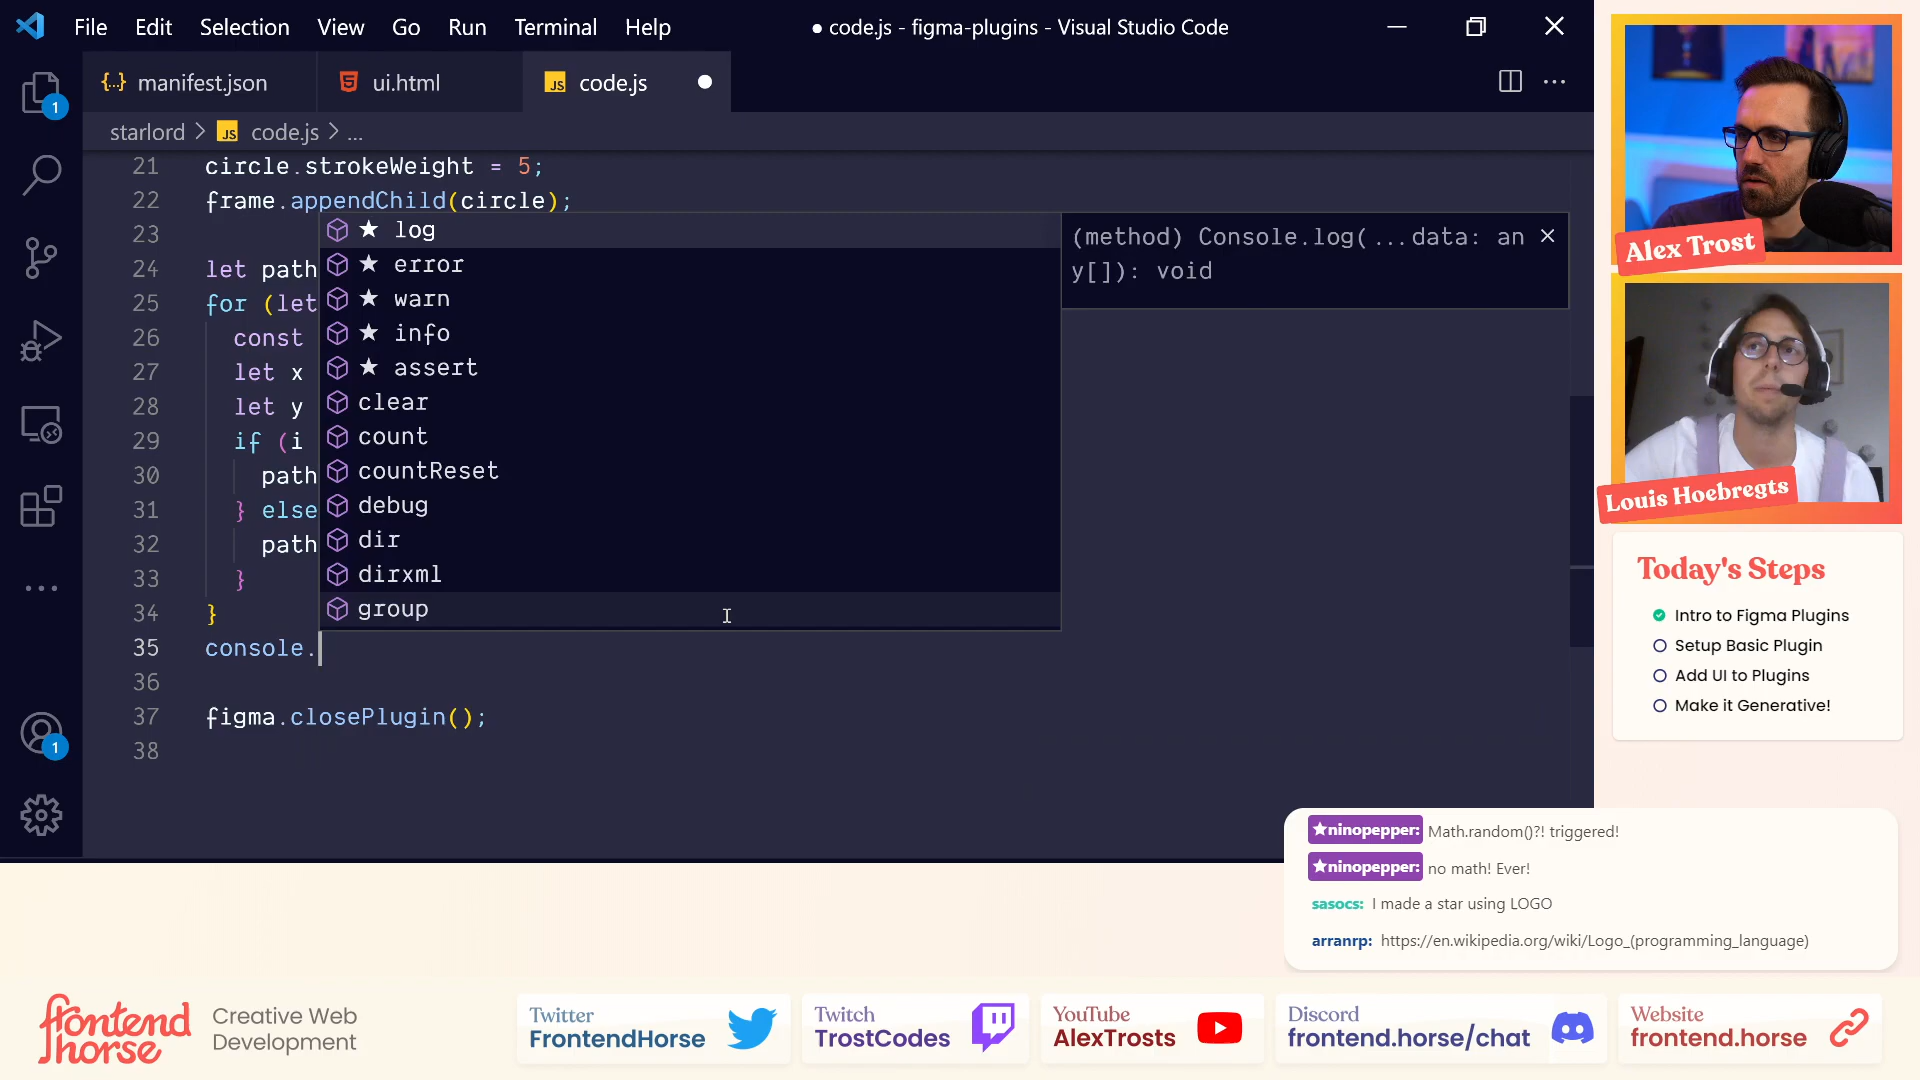 File Edit Selection View Go Run Terminal Help
● code.js - figma-plugins - Visual Studio Code
{..} manifest.json
ui.html
JS code.js
starlord > JS code.js > ...
21 circle.strokeWeight = 5;
22 frame.appendChild(circle);
23
24 let path
25 for (let
26 const
27 let x
28 let y
29 if (i
30 path
31 } else
32 path
33 }
34 }
35 console.
36
37 figma.closePlugin();
38
★ log
★ error
★ warn
★ info
★ assert
clear
count
countReset
debug
dir
dirxml
group
(method) Console.log(...data: an
y[]): void
1
1
Alex Trost
Louis Hoebregts
Today's Steps
Intro to Figma Plugins
Setup Basic Plugin
Add UI to Plugins
Make it Generative!
★ninopepper: Math.random()?! triggered!
★ninopepper: no math! Ever!
sasocs: I made a star using LOGO
arranrp: https://en.wikipedia.org/wiki/Logo_(programming_language)
frontend
horse
Creative Web
Development
Twitter
FrontendHorse
Twitch
TrostCodes
YouTube
AlexTrosts
Discord
frontend.horse/chat
Website
frontend.horse